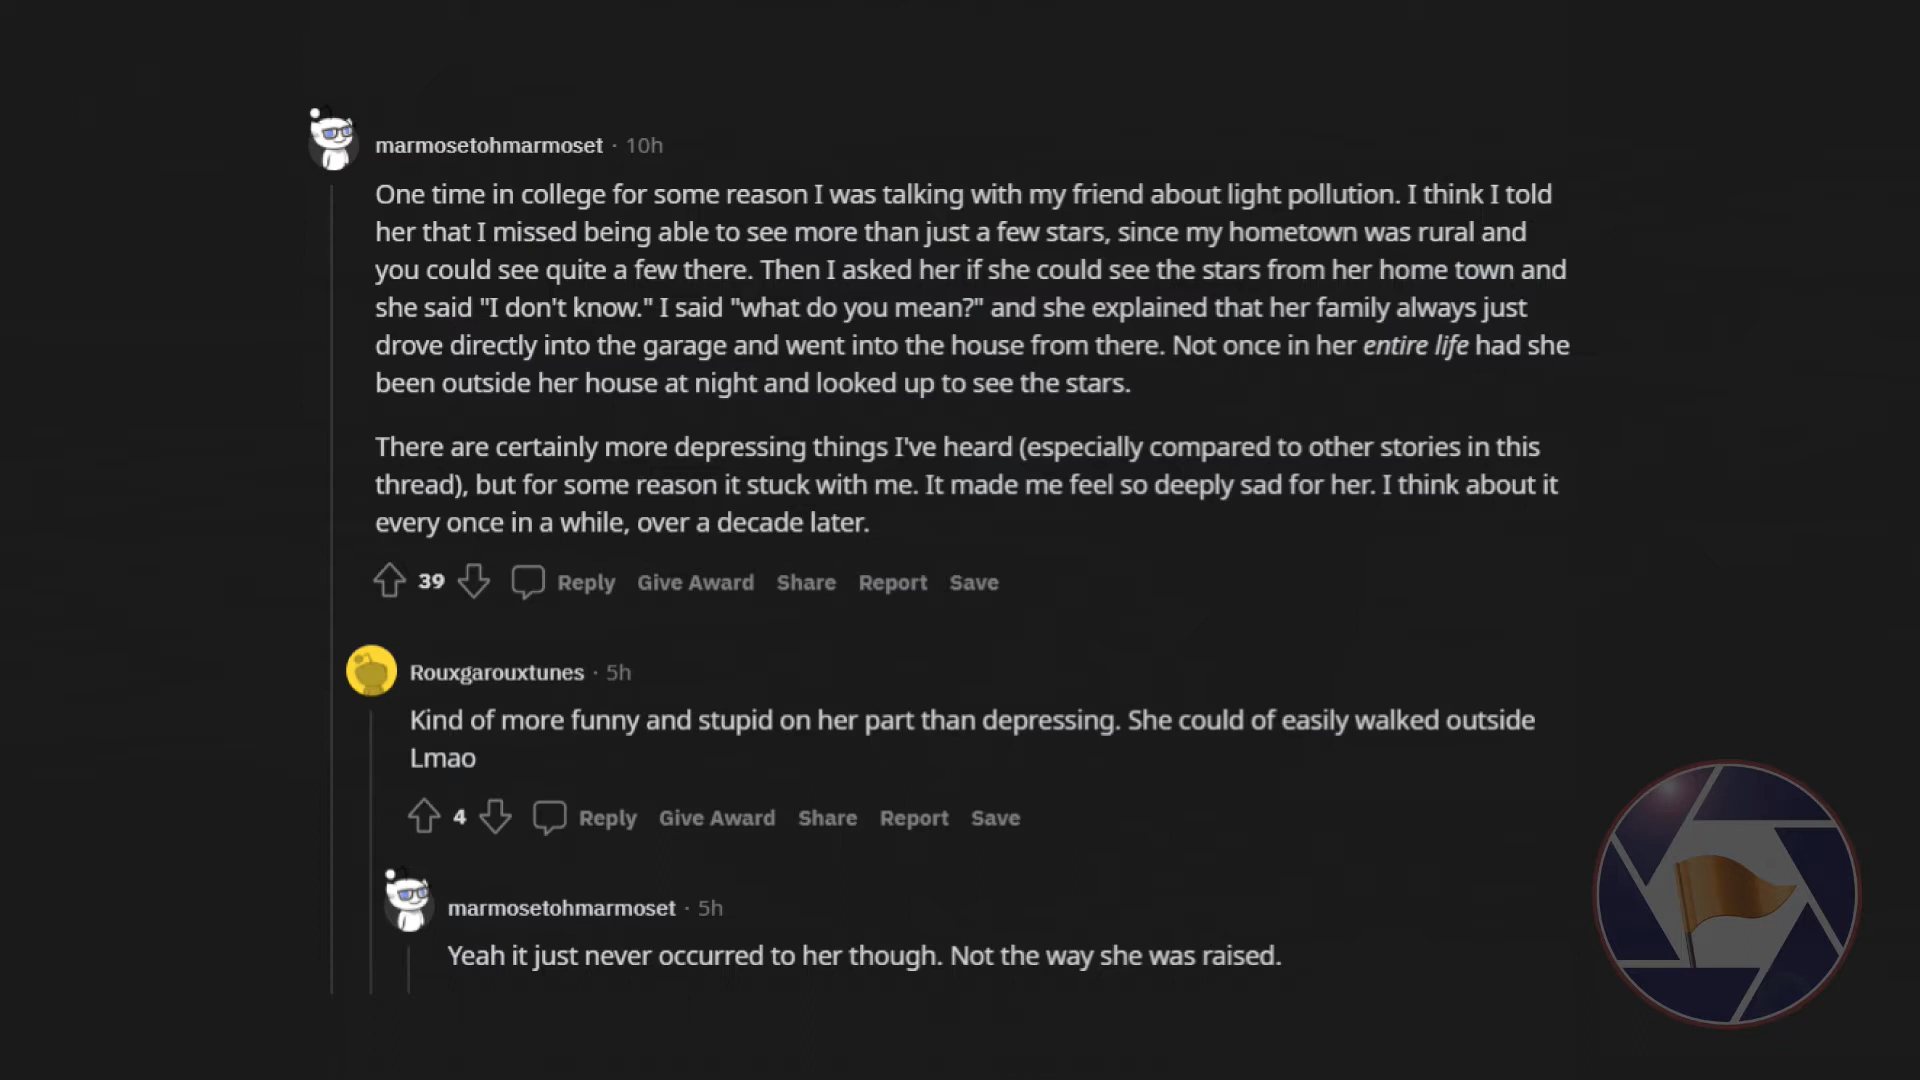 marmosetohmarmoset · 10h
One time in college for some reason I was talking with my friend about light pollution. I think I told
her that I missed being able to see more than just a few stars, since my hometown was rural and
you could see quite a few there. Then I asked her if she could see the stars from her home town and
she said "I don't know." I said "what do you mean?" and she explained that her family always just
drove directly into the garage and went into the house from there. Not once in her entire life had she
been outside her house at night and looked up to see the stars.
There are certainly more depressing things I've heard (especially compared to other stories in this
thread), but for some reason it stuck with me. It made me feel so deeply sad for her. I think about it
every once in a while, over a decade later.
39 Reply Give Award Share Report Save
Rouxgarouxtunes · 5h
Kind of more funny and stupid on her part than depressing. She could of easily walked outside
Lmao
4 Reply Give Award Share Report Save
marmosetohmarmoset · 5h
Yeah it just never occurred to her though. Not the way she was raised.